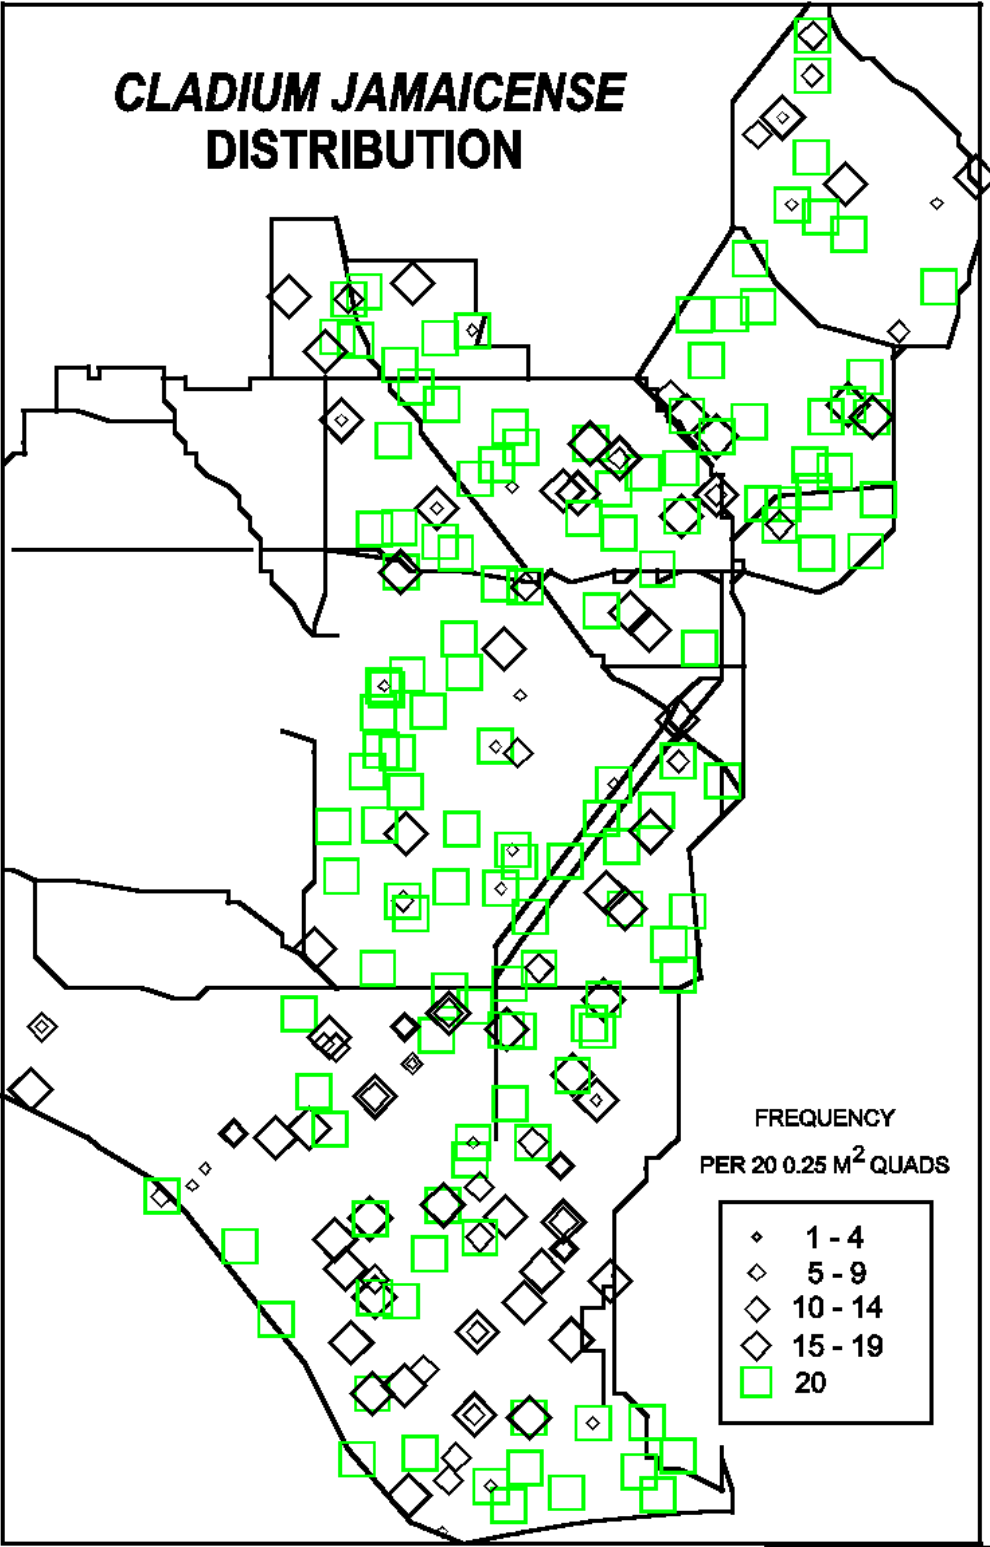 CLADIUM JAMAICENSE
DISTRIBUTION
FREQUENCY
PER 20 0.25 M² QUADS
1 - 4
5 - 9
10 - 14
15 - 19
20